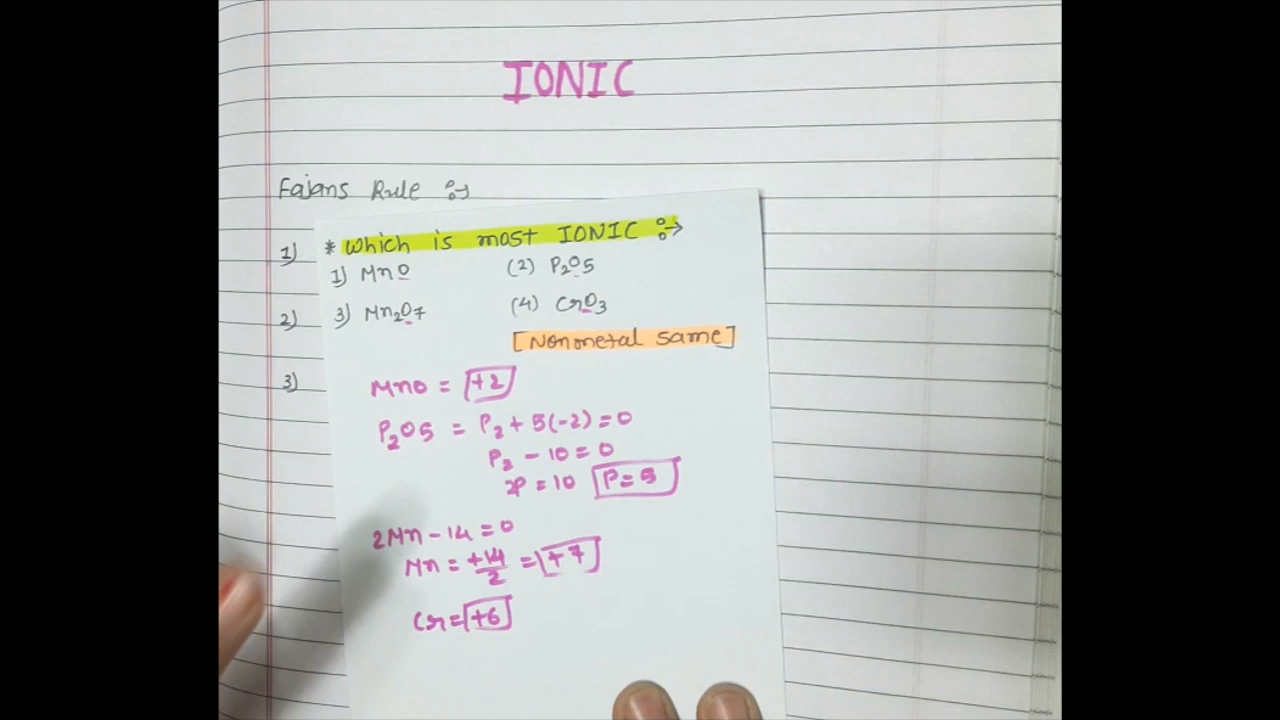 IONIC
Fajans Rule :→
1)
2)
3)
* Which is most IONIC :→
1) MnO (2) P₂O5
3) Mn₂O7 (4) CrO3
[Nonmetal same]
MnO = +2
P₂O5 = P₂ + 5(-2) = 0
P₂ - 10 = 0
2P = 10 P = 5
2Mn - 14 = 0
Mn = +14/2 = +7
Cr = +6